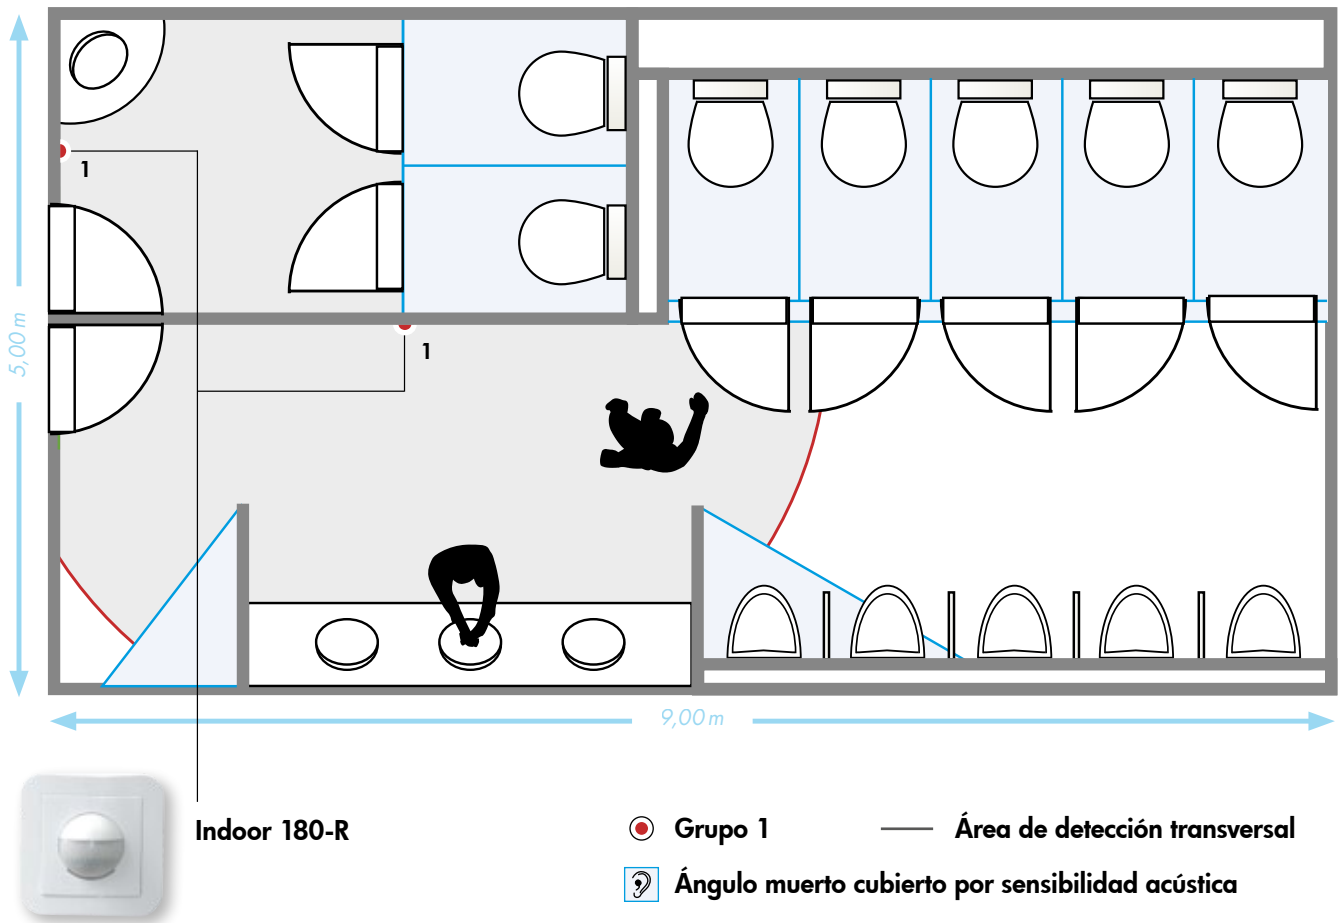 1
5,00 m
1
9,00 m
Indoor 180-R
Grupo 1
Área de detección transversal
Ángulo muerto cubierto por sensibilidad acústica